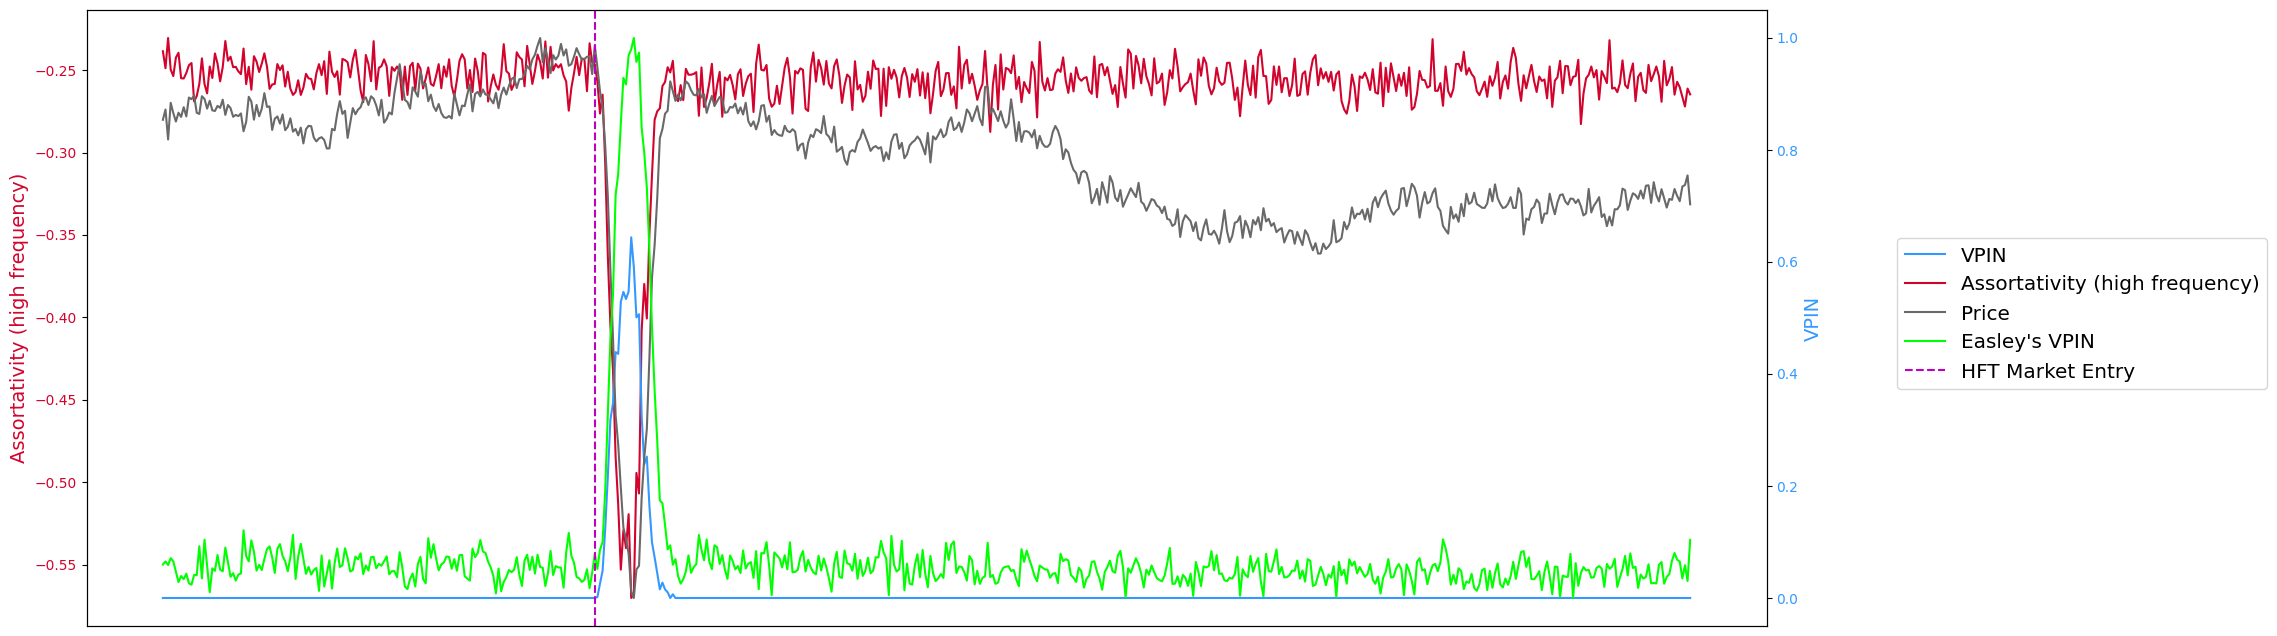 Assortativity (high frequency)
−0.25
−0.30
−0.35
−0.40
−0.45
−0.50
−0.55
1.0
0.8
0.6
0.4
0.2
0.0
VPIN
VPIN
Assortativity (high frequency)
Price
Easley's VPIN
HFT Market Entry